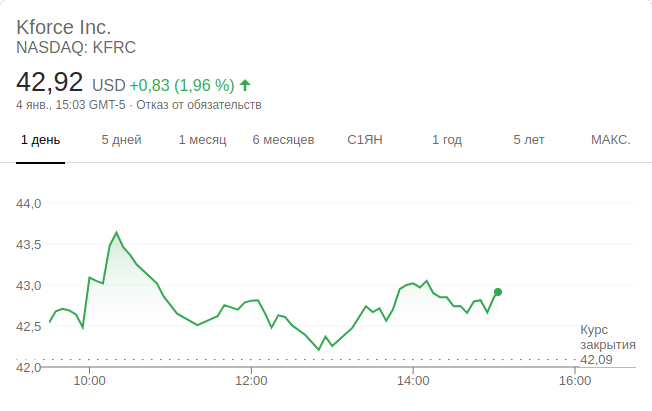 Kforce Inc.
NASDAQ: KFRC
42,92 USD +0,83 (1,96 %)
4 янв., 15:03 GMT-5 · Отказ от обязательств
1 день 5 дней 1 месяц 6 месяцев С1ЯН 1 год 5 лет МАКС.
44,0
43,5
43,0
42,5
42,0
Курс
закрытия
42,09
10:00 12:00 14:00 16:00